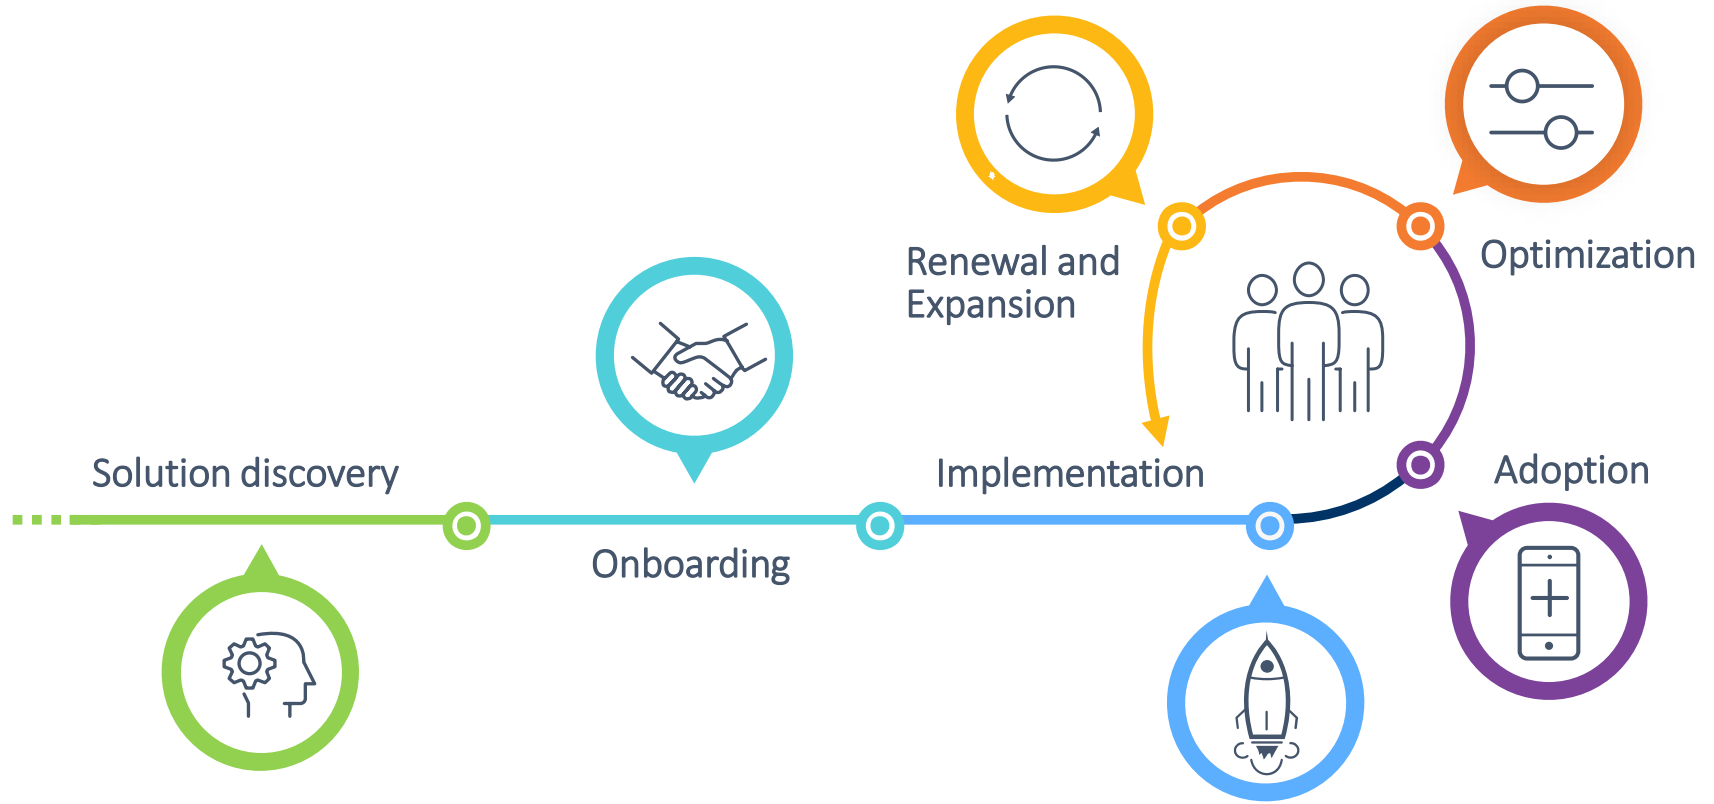 Solution discovery
Onboarding
Implementation
Adoption
Optimization
Renewal and
Expansion